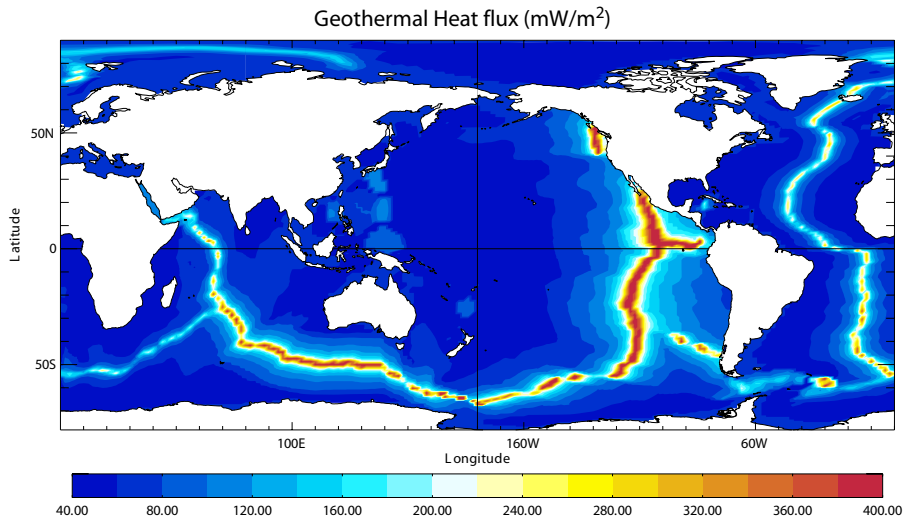 Geothermal Heat flux (mW/m²)
50N
Latitude
0
50S
100E 160W 60W
Longitude
40.00 80.00 120.00 160.00 200.00 240.00 280.00 320.00 360.00 400.00